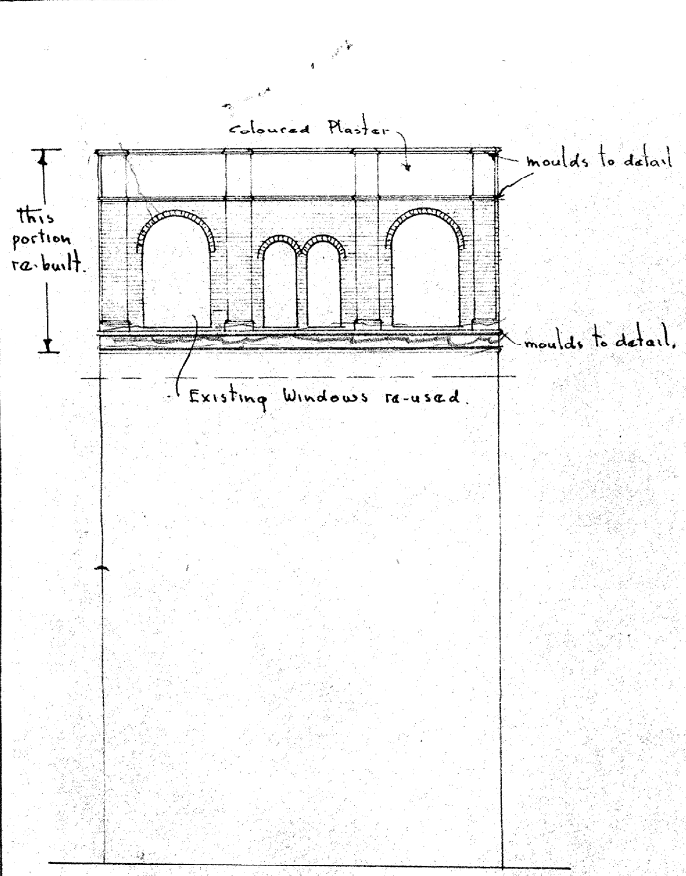 Coloured Plaster
moulds to detail
this
portion
re-built.
moulds to detail.
Existing Windows re-used.